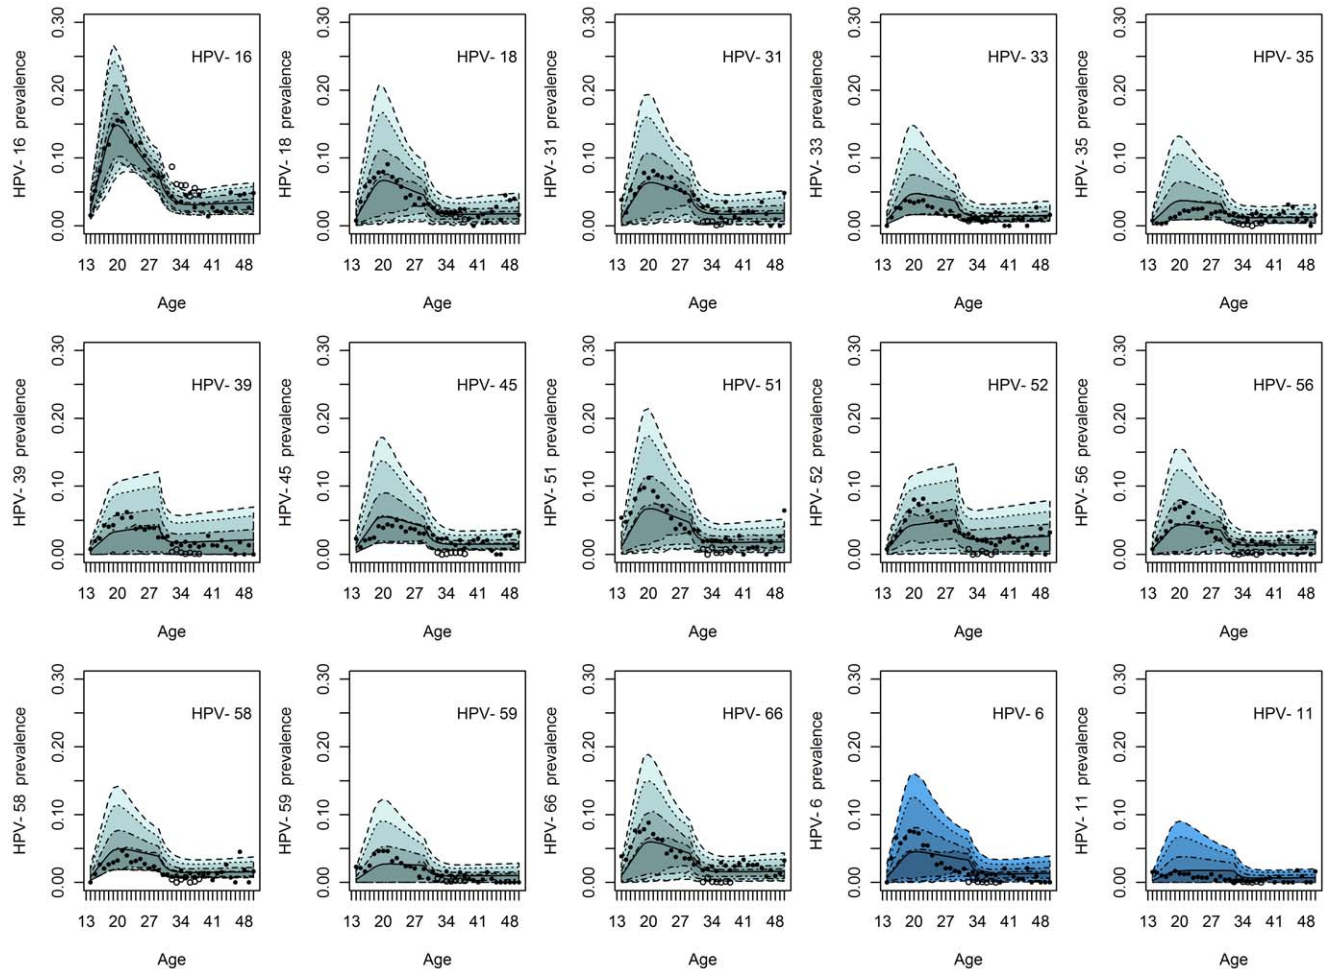 HPV- 16 prevalence
0.00 0.10 0.20 0.30
HPV- 16
13 20 27 34 41 48
Age
HPV- 18 prevalence
0.00 0.10 0.20 0.30
HPV- 18
13 20 27 34 41 48
Age
HPV- 31 prevalence
0.00 0.10 0.20 0.30
HPV- 31
13 20 27 34 41 48
Age
HPV- 33 prevalence
0.00 0.10 0.20 0.30
HPV- 33
13 20 27 34 41 48
Age
HPV- 35 prevalence
0.00 0.10 0.20 0.30
HPV- 35
13 20 27 34 41 48
Age
HPV- 39 prevalence
0.00 0.10 0.20 0.30
HPV- 39
13 20 27 34 41 48
Age
HPV- 45 prevalence
0.00 0.10 0.20 0.30
HPV- 45
13 20 27 34 41 48
Age
HPV- 51 prevalence
0.00 0.10 0.20 0.30
HPV- 51
13 20 27 34 41 48
Age
HPV- 52 prevalence
0.00 0.10 0.20 0.30
HPV- 52
13 20 27 34 41 48
Age
HPV- 56 prevalence
0.00 0.10 0.20 0.30
HPV- 56
13 20 27 34 41 48
Age
HPV- 58 prevalence
0.00 0.10 0.20 0.30
HPV- 58
13 20 27 34 41 48
Age
HPV- 59 prevalence
0.00 0.10 0.20 0.30
HPV- 59
13 20 27 34 41 48
Age
HPV- 66 prevalence
0.00 0.10 0.20 0.30
HPV- 66
13 20 27 34 41 48
Age
HPV- 6 prevalence
0.00 0.10 0.20 0.30
HPV- 6
13 20 27 34 41 48
Age
HPV- 11 prevalence
0.00 0.10 0.20 0.30
HPV- 11
13 20 27 34 41 48
Age